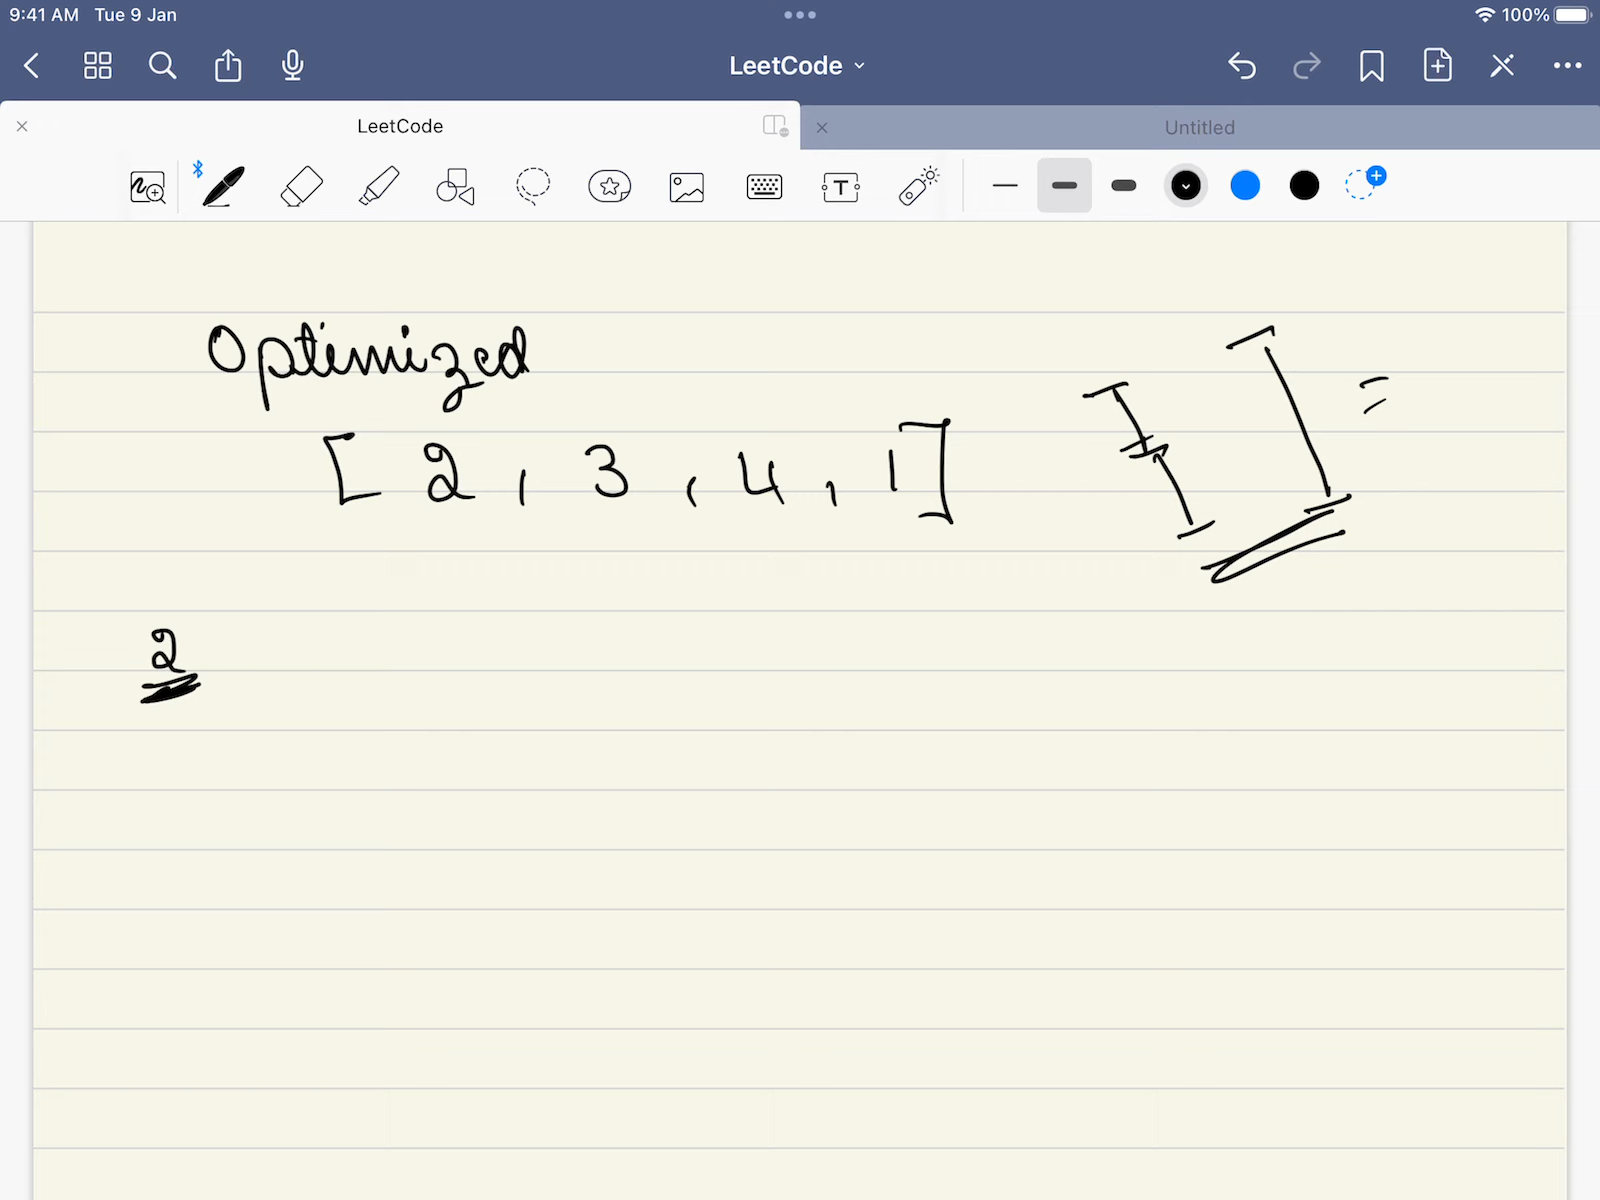 9:41 AM Tue 9 Jan
100%
LeetCode
LeetCode
Untitled
T
Optimized
[ 2 , 3 , 4 , 1 ]
=
2